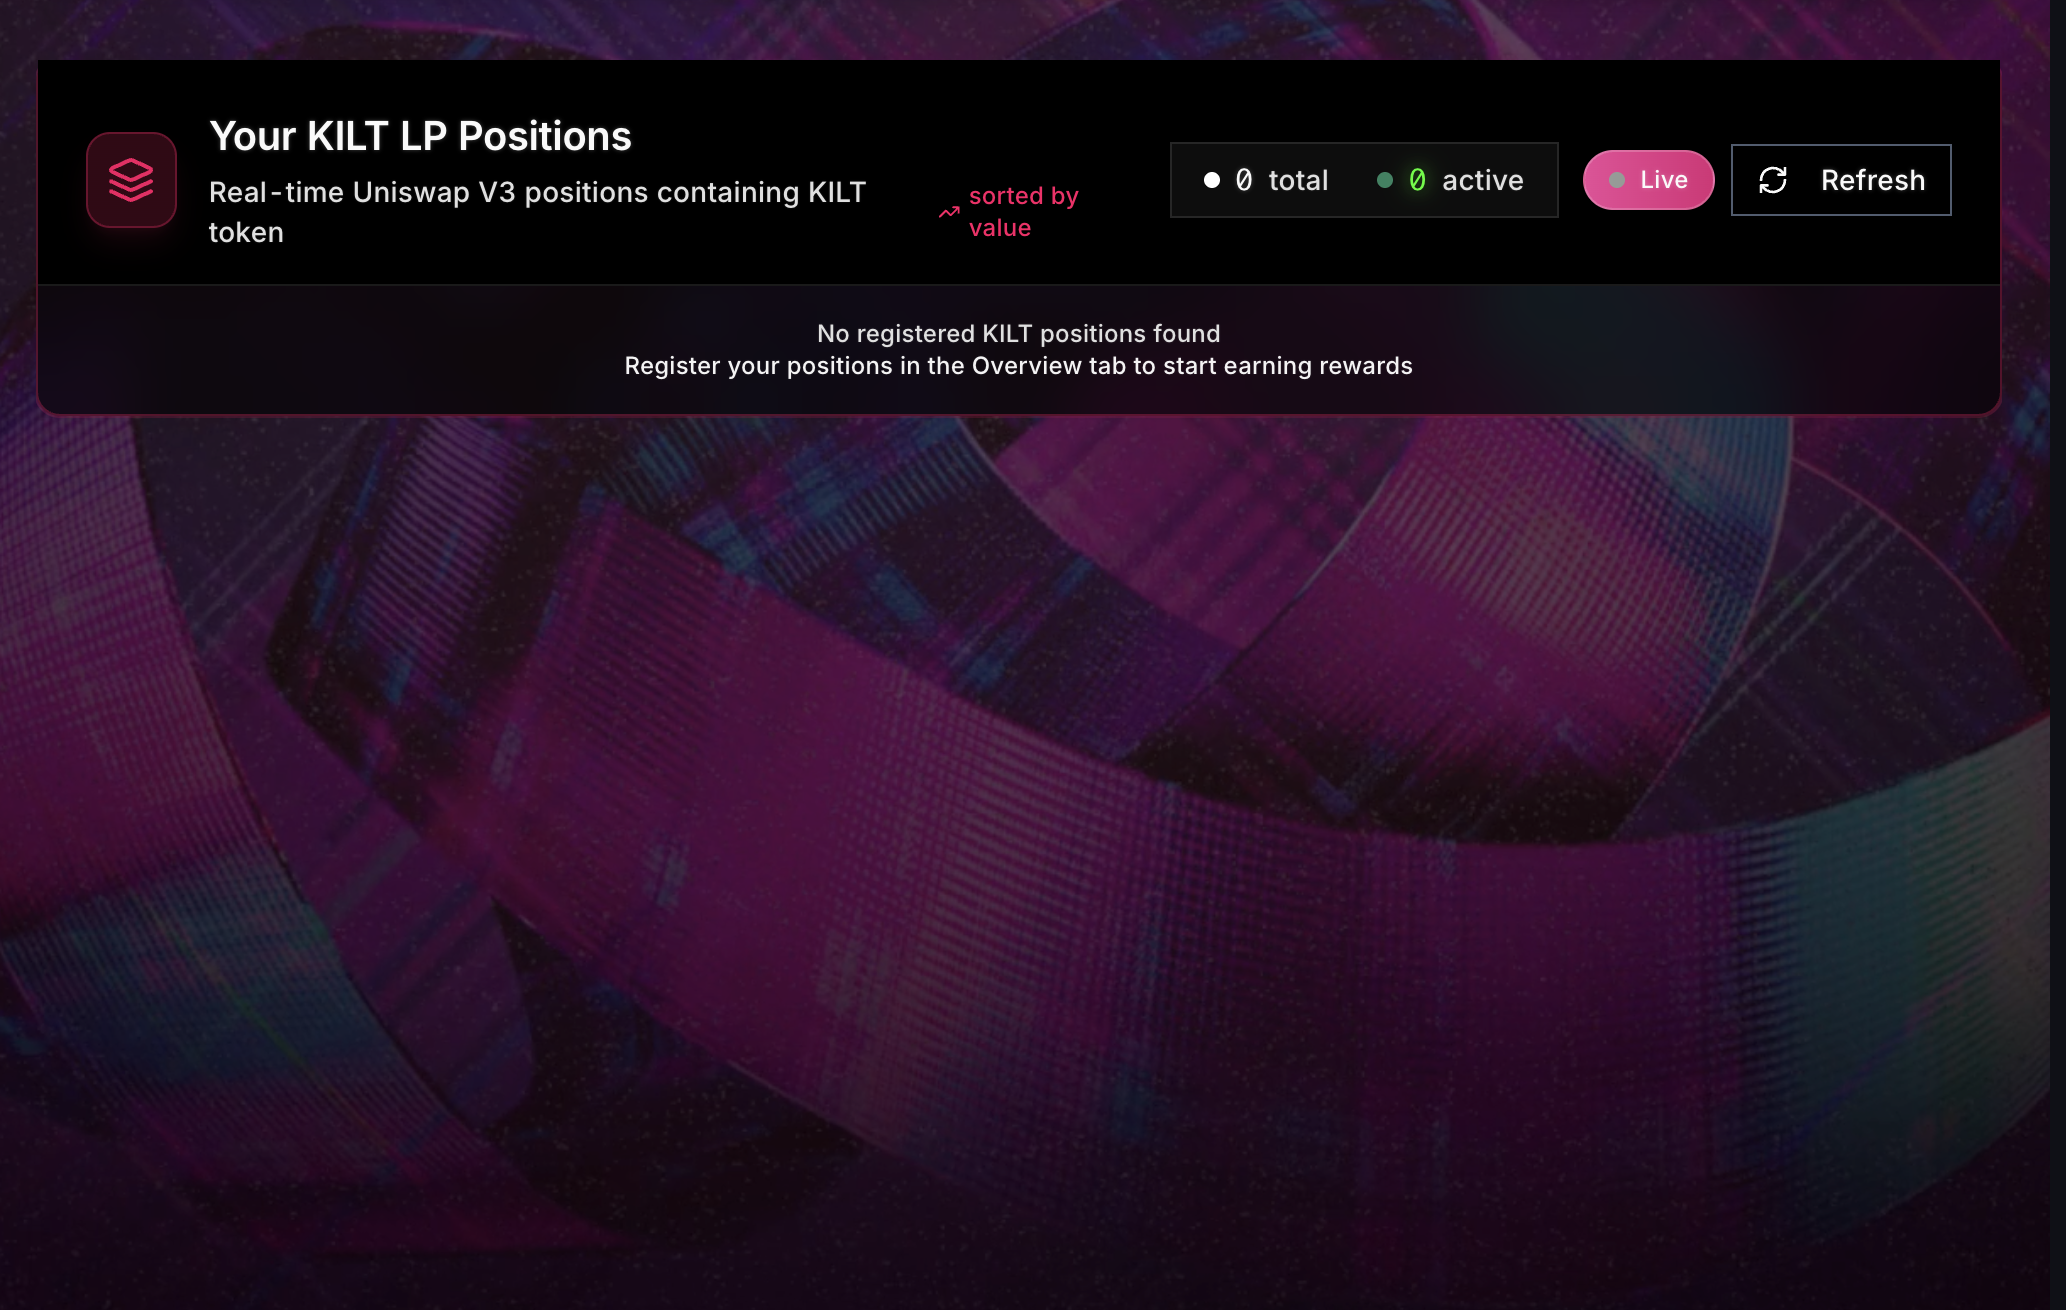 Your KILT LP Positions
Real-time Uniswap V3 positions containing KILT
token
sorted by
value
0 total
0 active
Live
Refresh
No registered KILT positions found
Register your positions in the Overview tab to start earning rewards